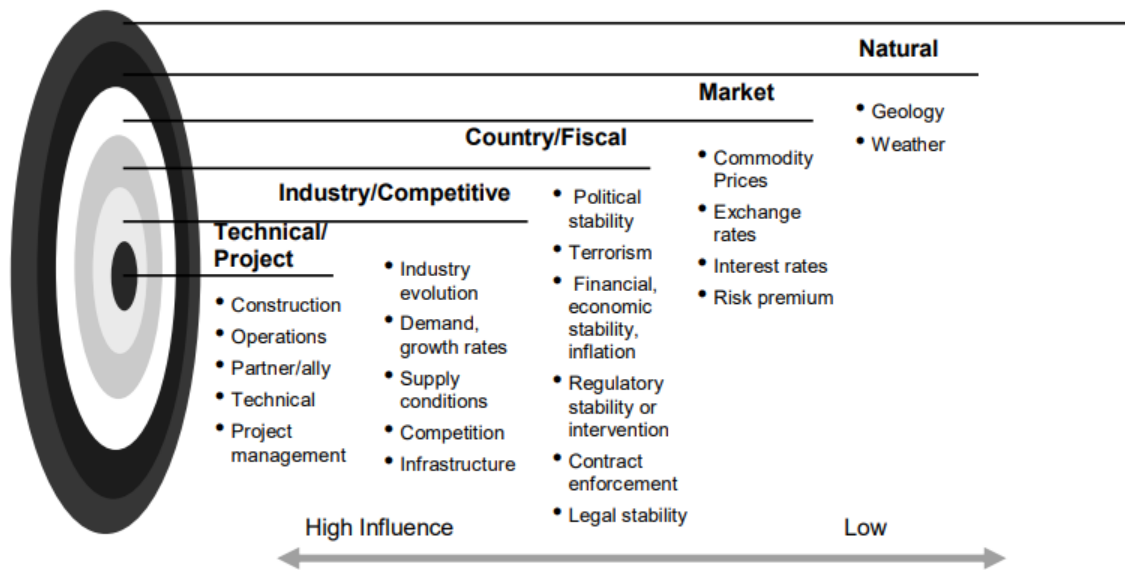 Natural
• Geology
• Weather
Market
• Commodity
Prices
• Exchange
rates
• Interest rates
• Risk premium
Country/Fiscal
• Political
stability
• Terrorism
• Financial,
economic
stability,
inflation
• Regulatory
stability or
intervention
• Contract
enforcement
• Legal stability
Industry/Competitive
• Industry
evolution
• Demand,
growth rates
• Supply
conditions
• Competition
• Infrastructure
Technical/
Project
• Construction
• Operations
• Partner/ally
• Technical
• Project
management
High Influence
Low